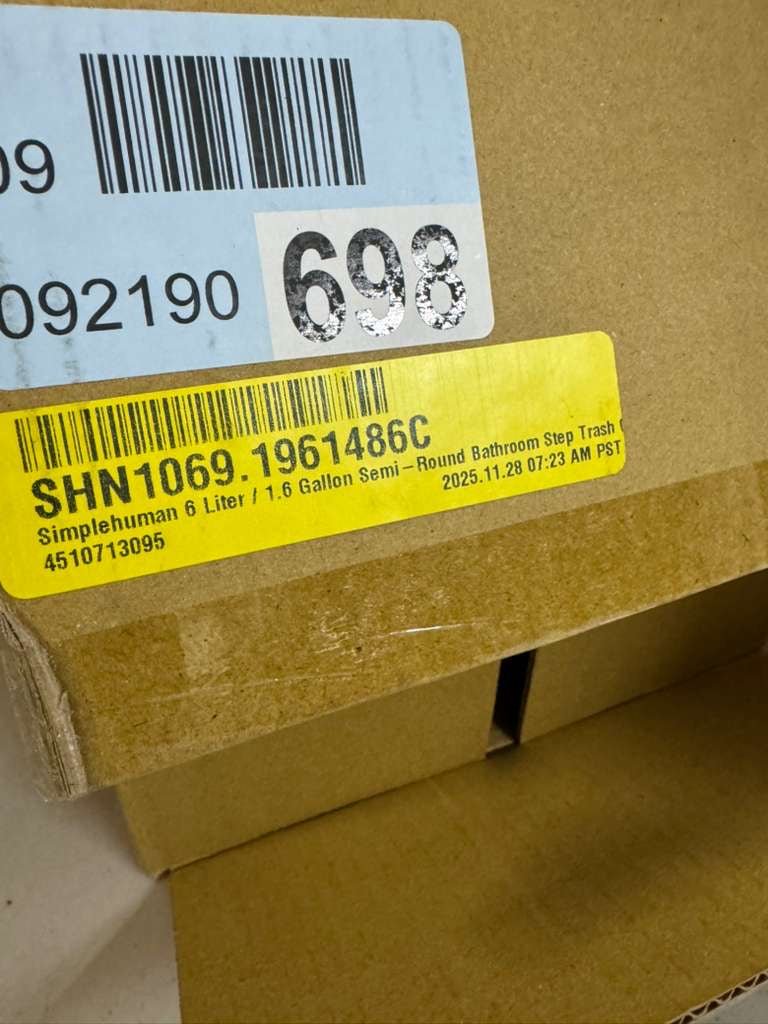 09
092190
698
SHN1069.1961486C
Simplehuman 6 Liter / 1.6 Gallon Semi-Round Bathroom Step Trash
2025.11.28 07:23 AM PST
4510713095